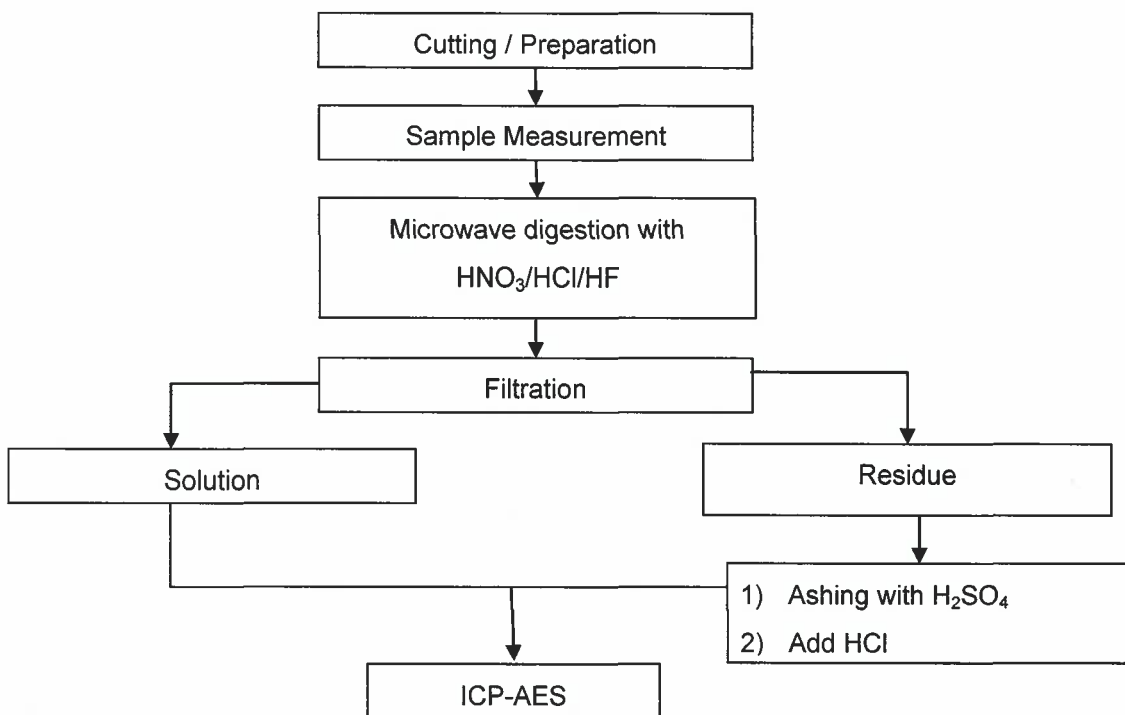 Cutting / Preparation
Sample Measurement
Microwave digestion with
HNO₃/HCl/HF
Filtration
Solution
Residue
1) Ashing with H₂SO₄
2) Add HCl
ICP-AES